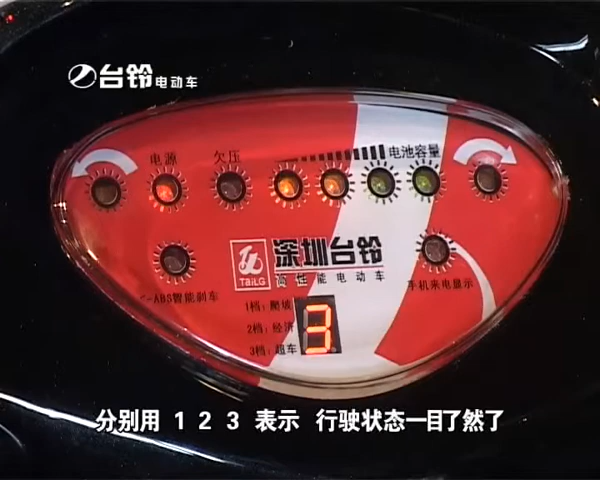 台铃电动车
电源 欠压 电池容量
深圳台铃
TAILG 高性能电动车
E-ABS智能刹车 手机来电显示
1档：爬坡
2档：经济
3档：超车
3
分别用 1 2 3 表示 行驶状态一目了然了